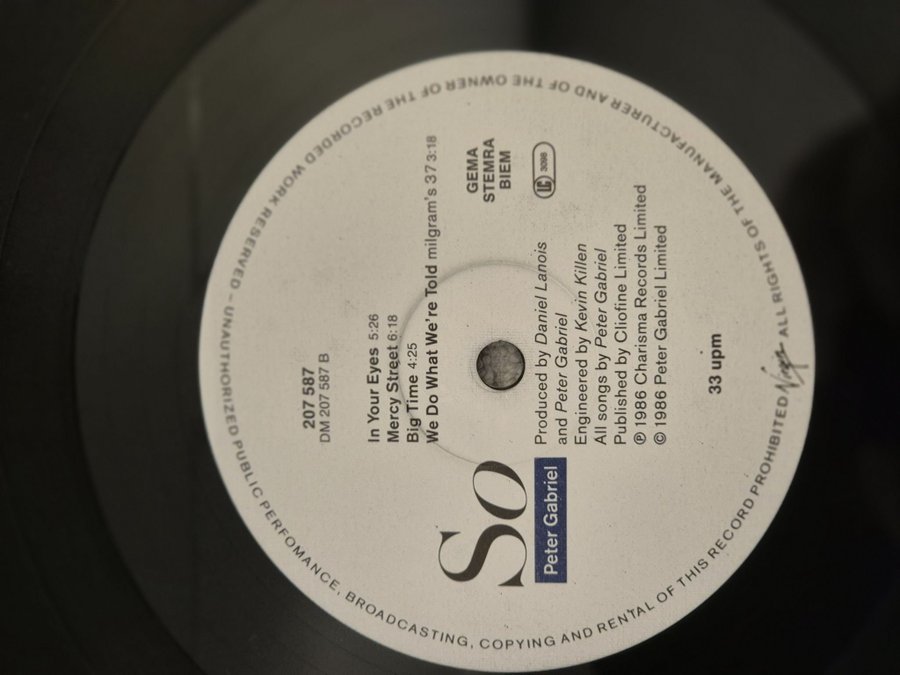 207 587
DM 207 587 B
In Your Eyes 5:26
Mercy Street 6:18
Big Time 4:25
We Do What We're Told milgram's 37 3:18
GEMA
STEMRA
BIEM
LC 3098
So
Peter Gabriel
Produced by Daniel Lanois
and Peter Gabriel
Engineered by Kevin Killen
All songs by Peter Gabriel
Published by Cliofine Limited
℗ 1986 Charisma Records Limited
© 1986 Peter Gabriel Limited
33 upm
Virgin
ALL RIGHTS OF THE MANUFACTURER AND OF THE OWNER OF THE RECORDED WORK RESERVED – UNAUTHORIZED PUBLIC PERFOMANCE, BROADCASTING, COPYING AND RENTAL OF THIS RECORD PROHIBITED